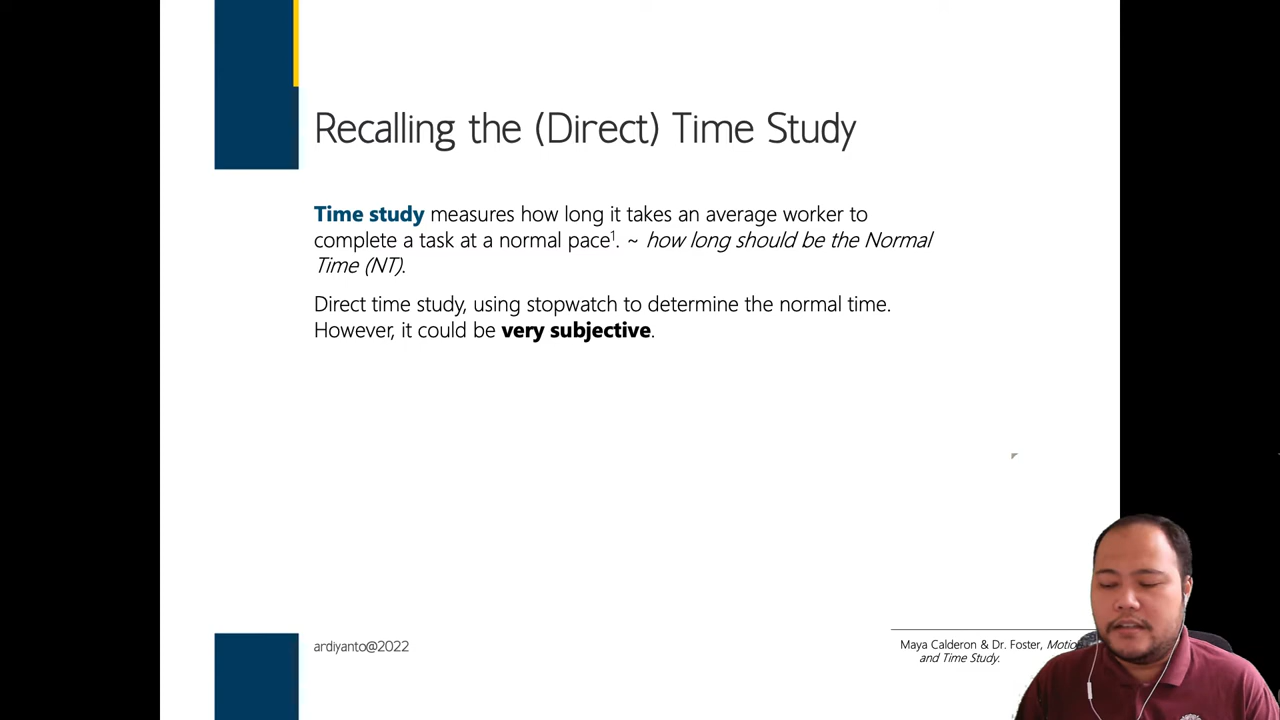 Recalling the (Direct) Time Study
Time study measures how long it takes an average worker to
complete a task at a normal pace¹. ~ how long should be the Normal
Time (NT).
Direct time study, using stopwatch to determine the normal time.
However, it could be very subjective.
ardiyanto@2022
Maya Calderon & Dr. Foster,
and Time Study.